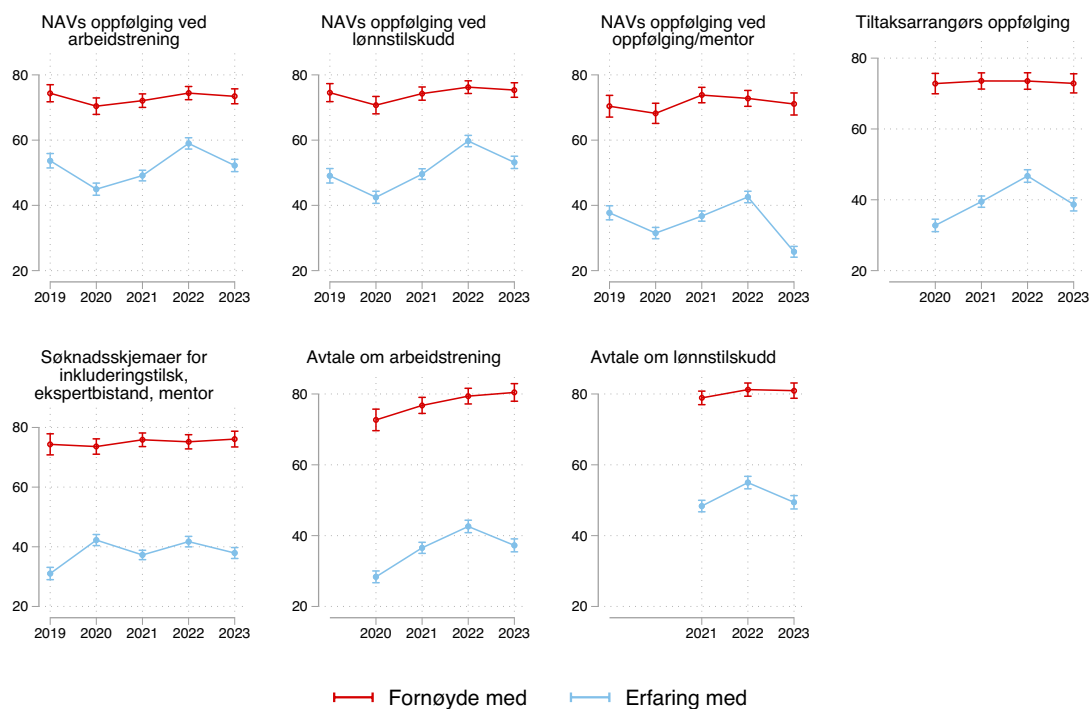 NAVs oppfølging ved
arbeidstrening
80
60
40
20
2019 2020 2021 2022 2023
NAVs oppfølging ved
lønnstilskudd
80
60
40
20
2019 2020 2021 2022 2023
NAVs oppfølging ved
oppfølging/mentor
80
60
40
20
2019 2020 2021 2022 2023
Tiltaksarrangørs oppfølging
80
60
40
20
2020 2021 2022 2023
Søknadsskjemaer for
inkluderingstilsk,
ekspertbistand, mentor
80
60
40
20
2019 2020 2021 2022 2023
Avtale om arbeidstrening
80
60
40
20
2020 2021 2022 2023
Avtale om lønnstilskudd
80
60
40
20
2021 2022 2023
Fornøyde med
Erfaring med